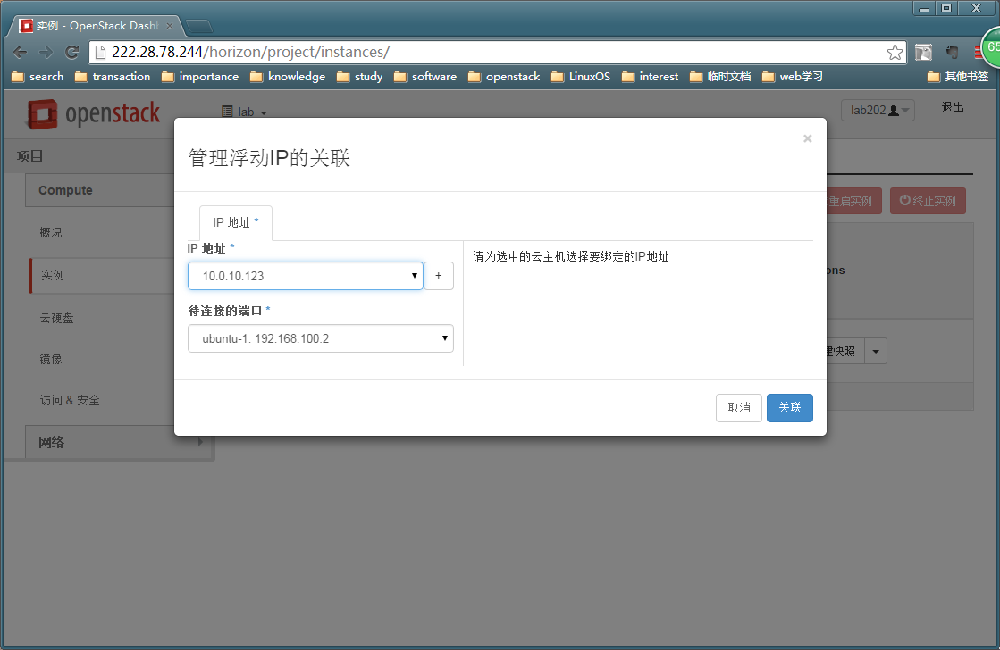 实例 - OpenStack Dashb
222.28.78.244/horizon/project/instances/
65
search transaction importance knowledge study software openstack LinuxOS interest 临时文档 web学习 其他书签
openstack
lab
lab202
退出
项目
Compute
概况
实例
云硬盘
镜像
访问 & 安全
网络
重启实例
终止实例
ons
建快照
管理浮动IP的关联
×
IP 地址 *
IP 地址 *
10.0.10.123
+
请为选中的云主机选择要绑定的IP地址
待连接的端口 *
ubuntu-1: 192.168.100.2
取消
关联